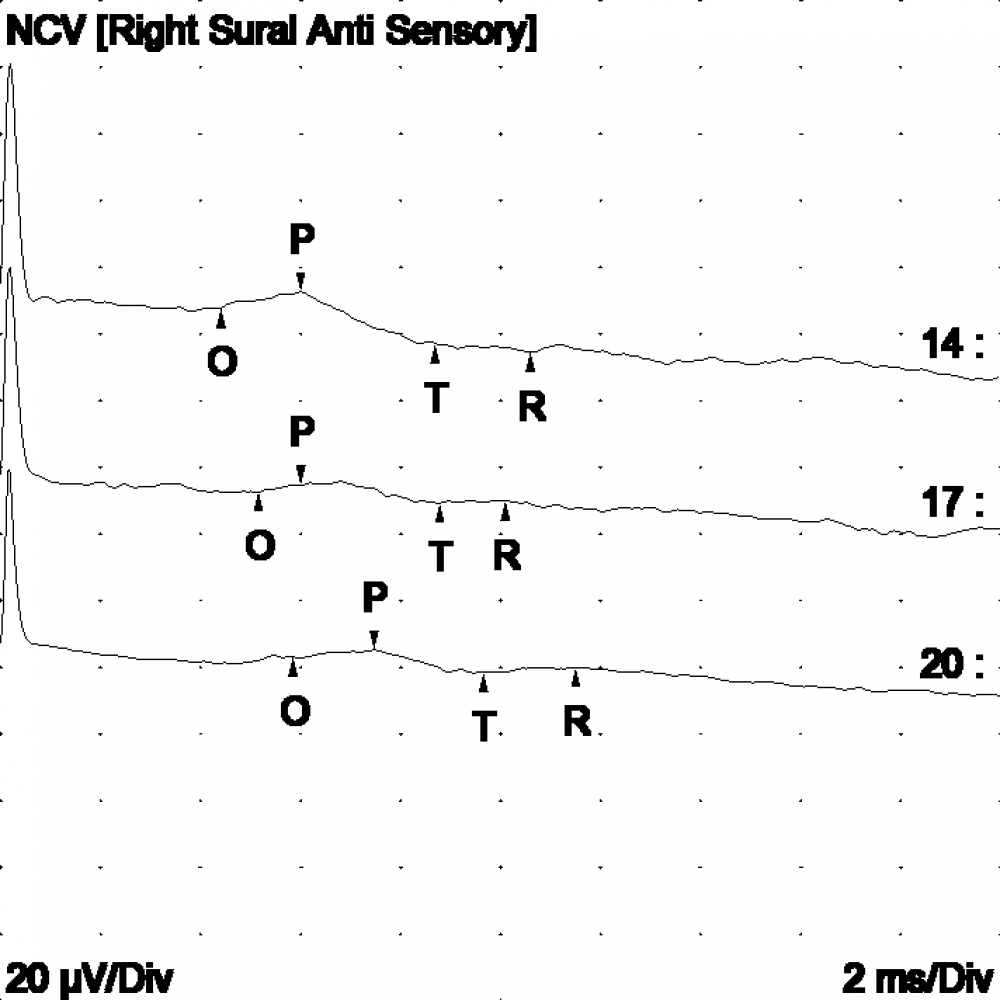 NCV [Right Sural Anti Sensory]
P
O
T
R
14 :
P
O
T
R
17 :
P
O
T
R
20 :
20 µV/Div
2 ms/Div